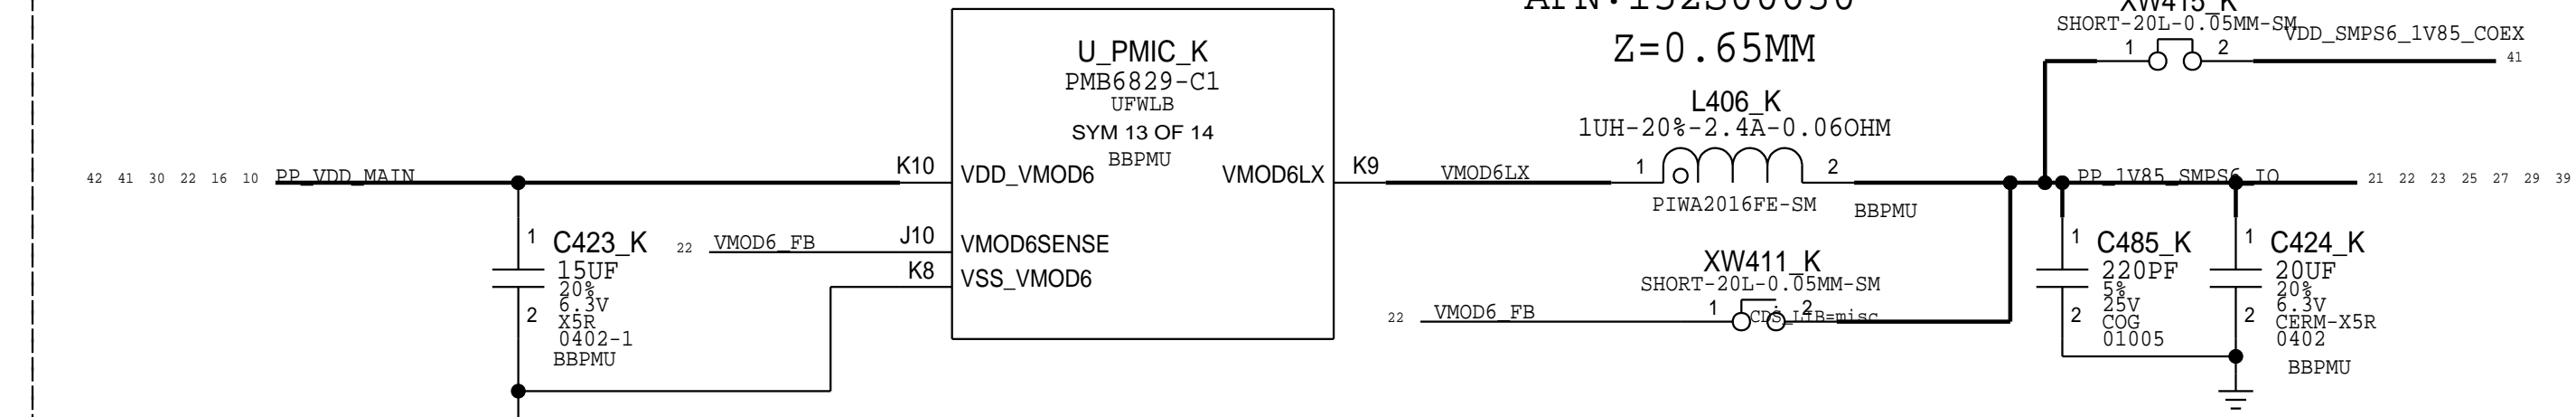 APN:152S00650
Z=0.65MM
XW415_K
SHORT-20L-0.05MM-SM
1 2
VDD_SMPS6_1V85_COEX
41
U_PMIC_K
PMB6829-C1
UFWLB
SYM 13 OF 14
BBPMU
L406_K
1UH-20%-2.4A-0.06OHM
42 41 30 22 16 10 PP_VDD_MAIN
K10 VDD_VMOD6
VMOD6LX K9
VMOD6LX
1 2
PIWA2016FE-SM
BBPMU
PP_1V85_SMPS6_IO
21 22 23 25 27 29 39
22 VMOD6_FB J10 VMOD6SENSE
K8 VSS_VMOD6
1 C423_K
15UF
20%
6.3V
2 X5R
0402-1
BBPMU
XW411_K
SHORT-20L-0.05MM-SM
22 VMOD6_FB 1 2
CDS_LIB=misc
1 C485_K
220PF
5%
25V
2 COG
01005
1 C424_K
20UF
20%
6.3V
2 CERM-X5R
0402
BBPMU